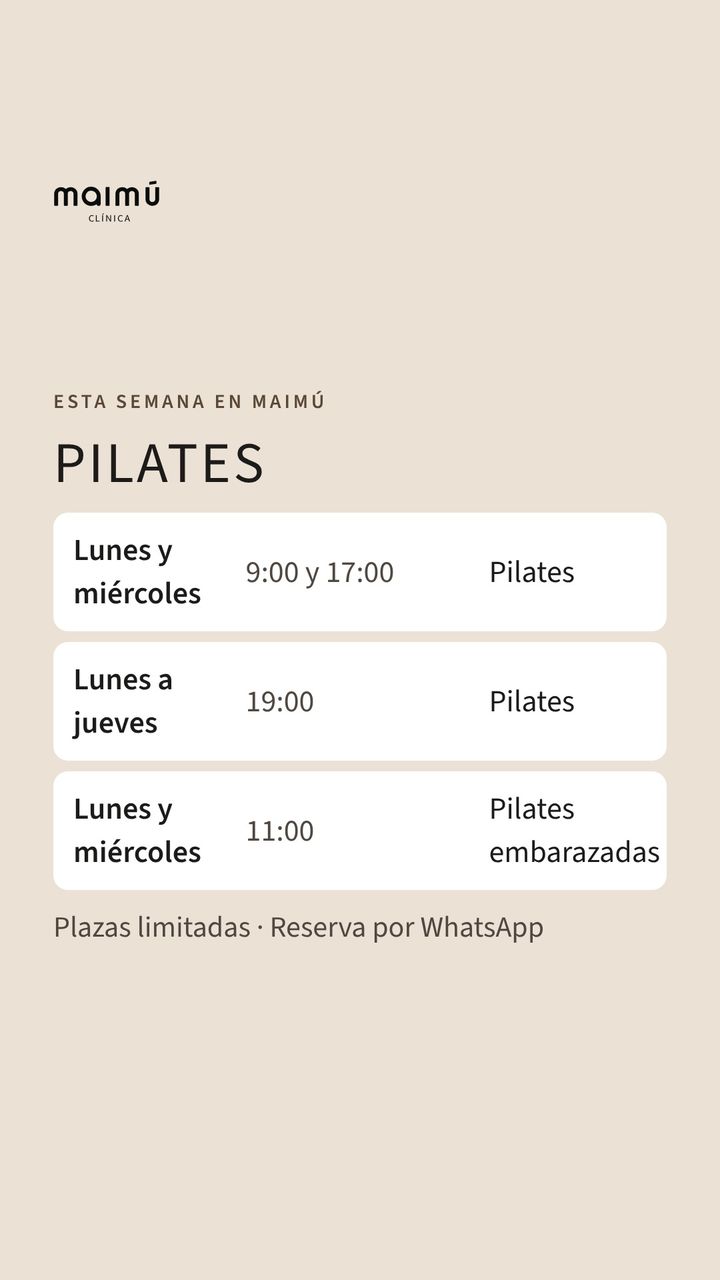 maimú
CLÍNICA
ESTA SEMANA EN MAIMÚ
PILATES
Lunes y
miércoles
9:00 y 17:00
Pilates
Lunes a
jueves
19:00
Pilates
Lunes y
miércoles
11:00
Pilates
embarazadas
Plazas limitadas · Reserva por WhatsApp